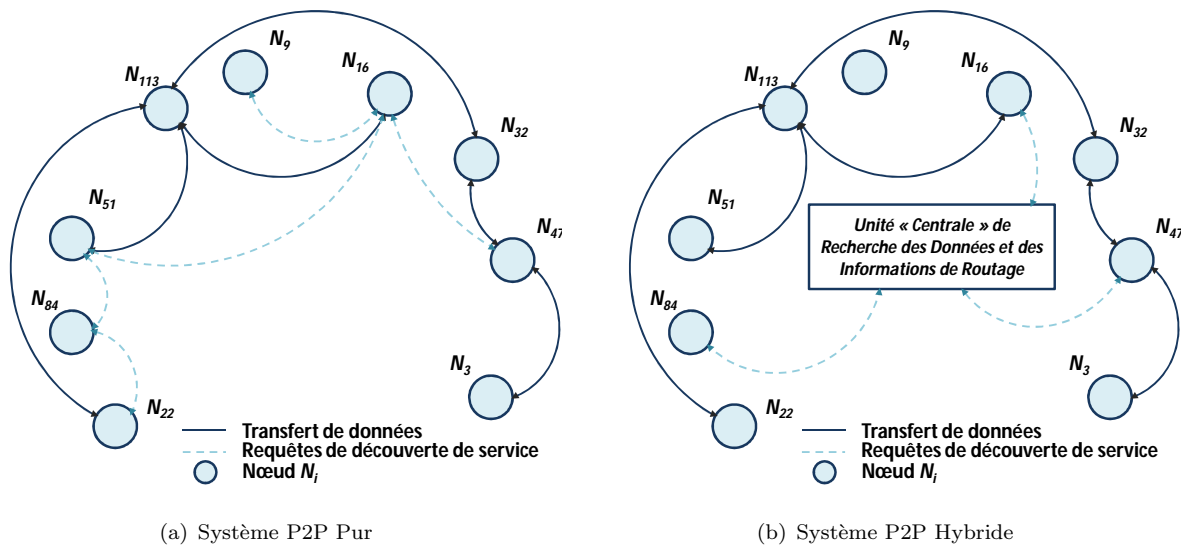 N9
N113
N16
N32
N51
N47
N84
N3
N22
Transfert de données
Requêtes de découverte de service
Nœud Ni
(a) Système P2P Pur
N9
N113
N16
N32
N51
Unité « Centrale » de
Recherche des Données et des
Informations de Routage
N47
N84
N3
N22
Transfert de données
Requêtes de découverte de service
Nœud Ni
(b) Système P2P Hybride